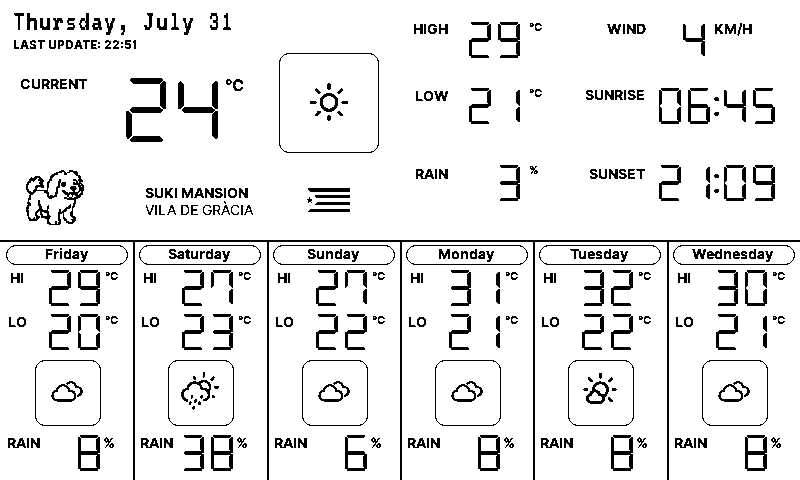 Thursday, July 31
LAST UPDATE: 22:51
CURRENT 24 °C
SUKI MANSION
VILA DE GRÀCIA
HIGH 29 °C
LOW 21 °C
RAIN 3 %
WIND 4 KM/H
SUNRISE 06:45
SUNSET 21:09
Friday
HI 29 °C
LO 20 °C
RAIN 8 %
Saturday
HI 27 °C
LO 23 °C
RAIN 38 %
Sunday
HI 27 °C
LO 22 °C
RAIN 6 %
Monday
HI 31 °C
LO 21 °C
RAIN 8 %
Tuesday
HI 32 °C
LO 22 °C
RAIN 8 %
Wednesday
HI 30 °C
LO 21 °C
RAIN 8 %